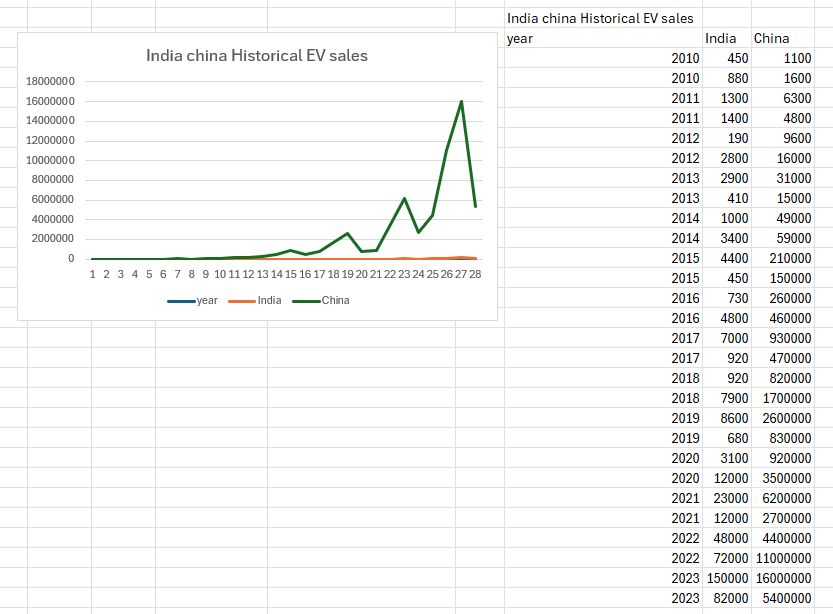 India china Historical EV sales
18000000
16000000
14000000
12000000
10000000
8000000
6000000
4000000
2000000
0
1 2 3 4 5 6 7 8 9 10 11 12 13 14 15 16 17 18 19 20 21 22 23 24 25 26 27 28
year India China
India china Historical EV sales
year India China
2010 450 1100
2010 880 1600
2011 1300 6300
2011 1400 4800
2012 190 9600
2012 2800 16000
2013 2900 31000
2013 410 15000
2014 1000 49000
2014 3400 59000
2015 4400 210000
2015 450 150000
2016 730 260000
2016 4800 460000
2017 7000 930000
2017 920 470000
2018 920 820000
2018 7900 1700000
2019 8600 2600000
2019 680 830000
2020 3100 920000
2020 12000 3500000
2021 23000 6200000
2021 12000 2700000
2022 48000 4400000
2022 72000 11000000
2023 150000 16000000
2023 82000 5400000